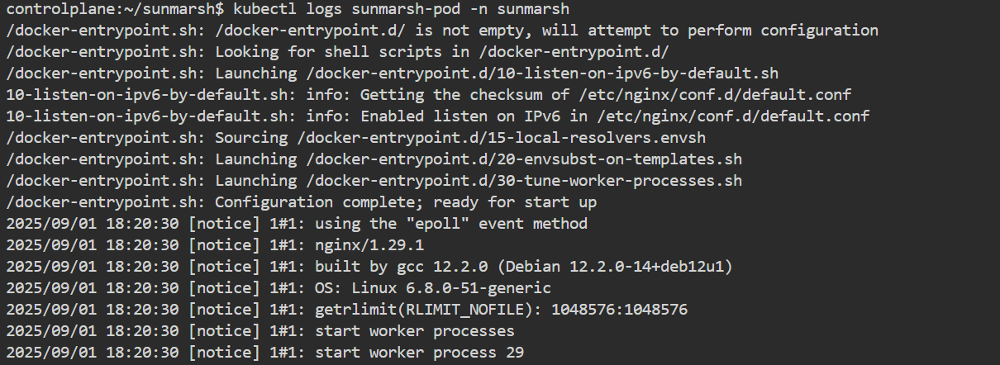 controlplane:~/sunmarsh$ kubectl logs sunmarsh-pod -n sunmarsh
/docker-entrypoint.sh: /docker-entrypoint.d/ is not empty, will attempt to perform configuration
/docker-entrypoint.sh: Looking for shell scripts in /docker-entrypoint.d/
/docker-entrypoint.sh: Launching /docker-entrypoint.d/10-listen-on-ipv6-by-default.sh
10-listen-on-ipv6-by-default.sh: info: Getting the checksum of /etc/nginx/conf.d/default.conf
10-listen-on-ipv6-by-default.sh: info: Enabled listen on IPv6 in /etc/nginx/conf.d/default.conf
/docker-entrypoint.sh: Sourcing /docker-entrypoint.d/15-local-resolvers.envsh
/docker-entrypoint.sh: Launching /docker-entrypoint.d/20-envsubst-on-templates.sh
/docker-entrypoint.sh: Launching /docker-entrypoint.d/30-tune-worker-processes.sh
/docker-entrypoint.sh: Configuration complete; ready for start up
2025/09/01 18:20:30 [notice] 1#1: using the "epoll" event method
2025/09/01 18:20:30 [notice] 1#1: nginx/1.29.1
2025/09/01 18:20:30 [notice] 1#1: built by gcc 12.2.0 (Debian 12.2.0-14+deb12u1)
2025/09/01 18:20:30 [notice] 1#1: OS: Linux 6.8.0-51-generic
2025/09/01 18:20:30 [notice] 1#1: getrlimit(RLIMIT_NOFILE): 1048576:1048576
2025/09/01 18:20:30 [notice] 1#1: start worker processes
2025/09/01 18:20:30 [notice] 1#1: start worker process 29